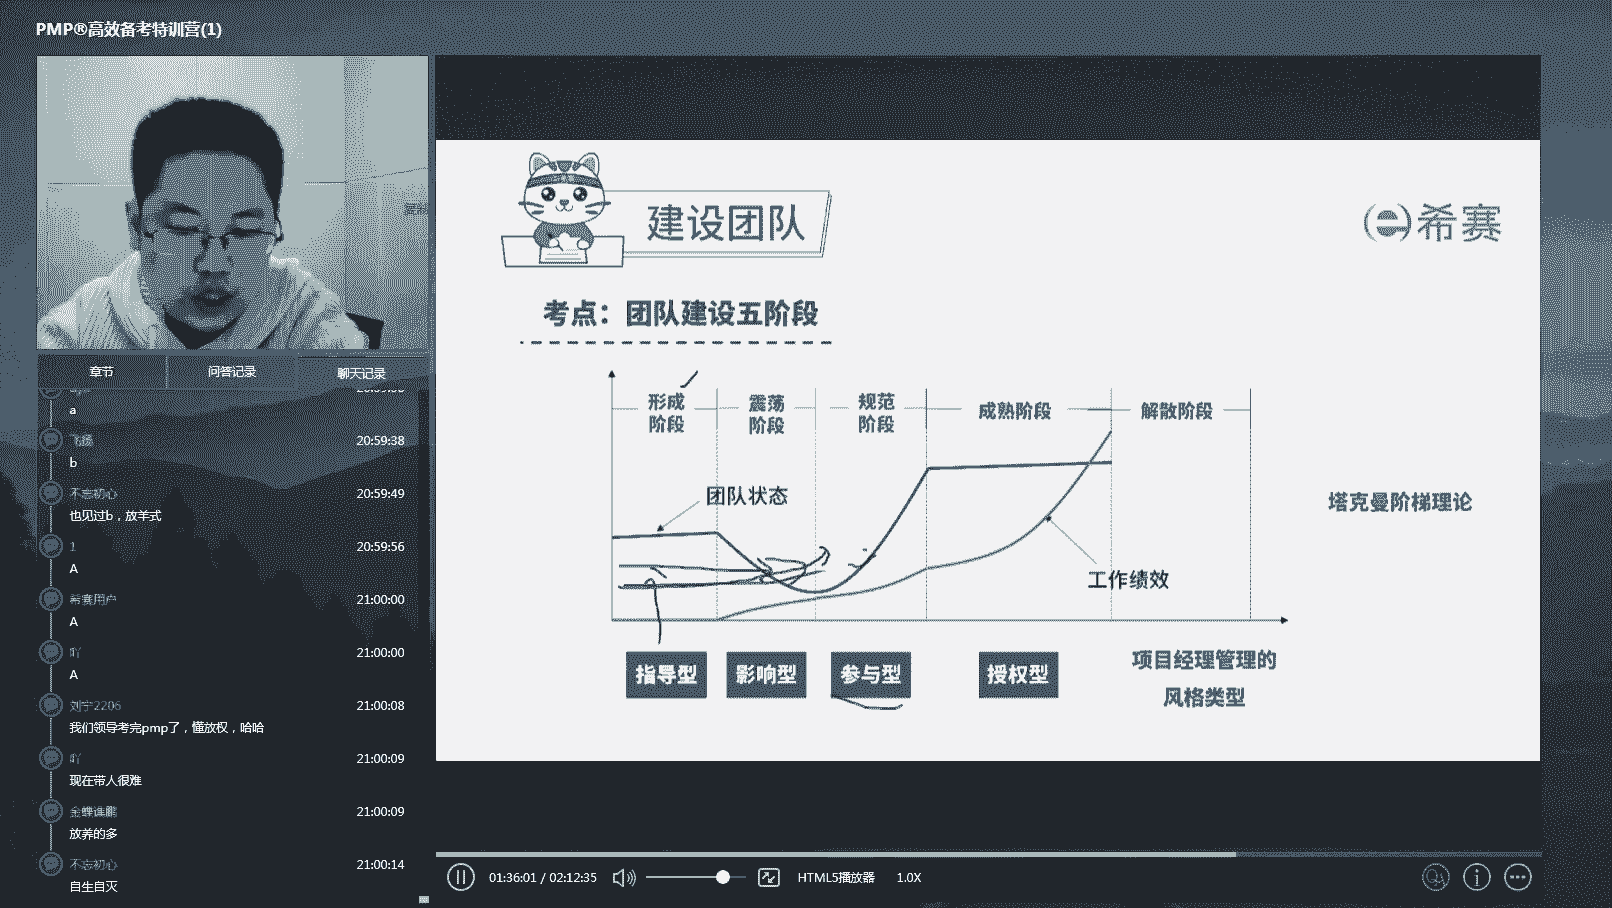 PMP®高效备考特训营(1)
章节
问答记录
聊天记录
a
飞扬
20:59:38
b
不忘初心
20:59:49
也见过b，放羊式
1
20:59:56
A
希赛用户
21:00:00
A
吖
21:00:00
A
刘宁2206
21:00:08
我们领导考完pmp了，懂放权，哈哈
吖
21:00:09
现在带人很难
21:00:09
放养的多
不忘初心
21:00:14
自生自灭
建设团队
希赛
考点：团队建设五阶段
形成
阶段
震荡
阶段
规范
阶段
成熟阶段
解散阶段
团队状态
工作绩效
塔克曼阶梯理论
指导型
影响型
参与型
授权型
项目经理管理的
风格类型
01:36:01 / 02:12:35
HTML5播放器
1.0X